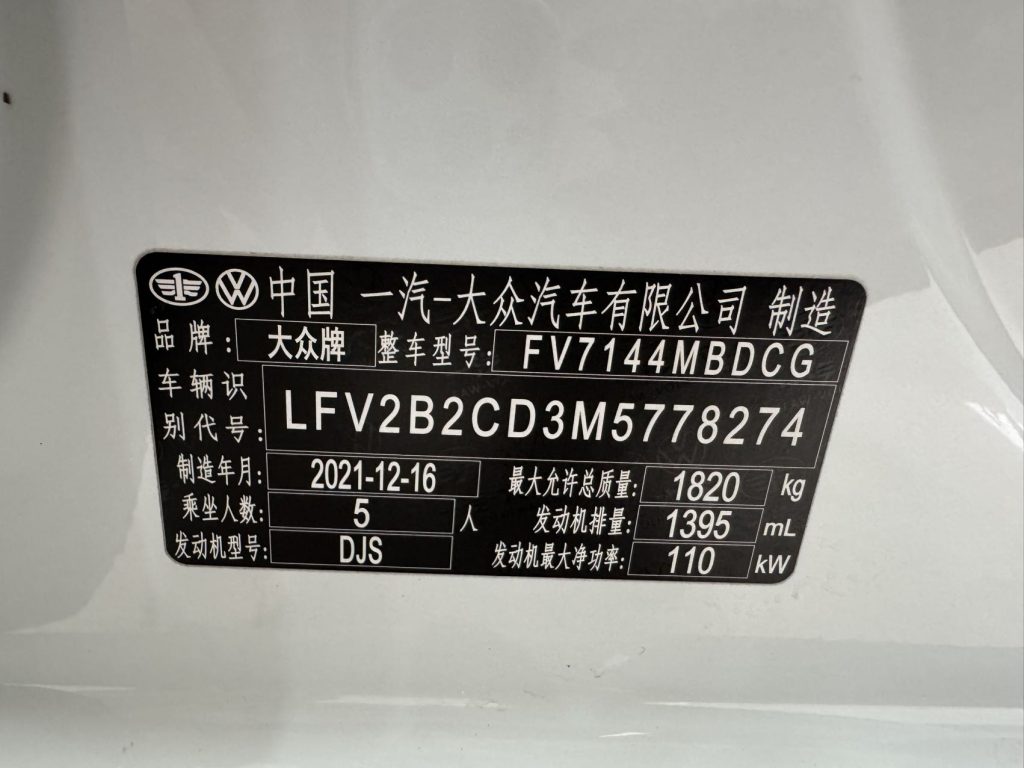 中国 一汽-大众汽车有限公司 制造
品牌: 大众牌 整车型号: FV7144MBDCG
车辆识别代号: LFV2B2CD3M5778274
制造年月: 2021-12-16 最大允许总质量: 1820 kg
乘坐人数: 5 人 发动机排量: 1395 mL
发动机型号: DJS 发动机最大净功率: 110 kW